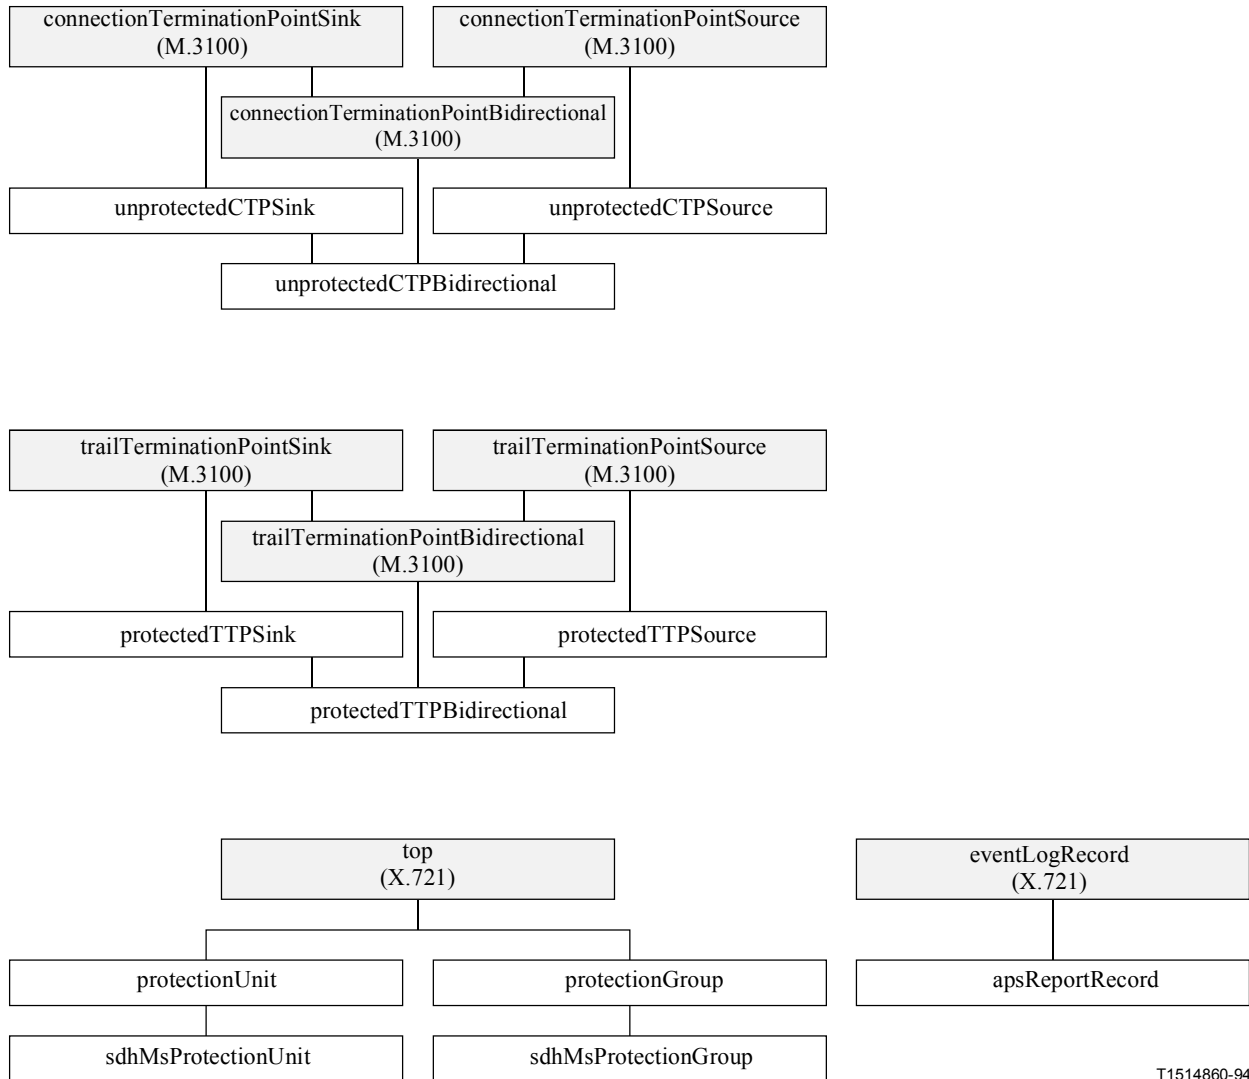 connectionTerminationPointSink
(M.3100)
connectionTerminationPointSource
(M.3100)
connectionTerminationPointBidirectional
(M.3100)
unprotectedCTPSink
unprotectedCTPSource
unprotectedCTPBidirectional
trailTerminationPointSink
(M.3100)
trailTerminationPointSource
(M.3100)
trailTerminationPointBidirectional
(M.3100)
protectedTTPSink
protectedTTPSource
protectedTTPBidirectional
top
(X.721)
eventLogRecord
(X.721)
protectionUnit
protectionGroup
apsReportRecord
sdhMsProtectionUnit
sdhMsProtectionGroup
T1514860-94